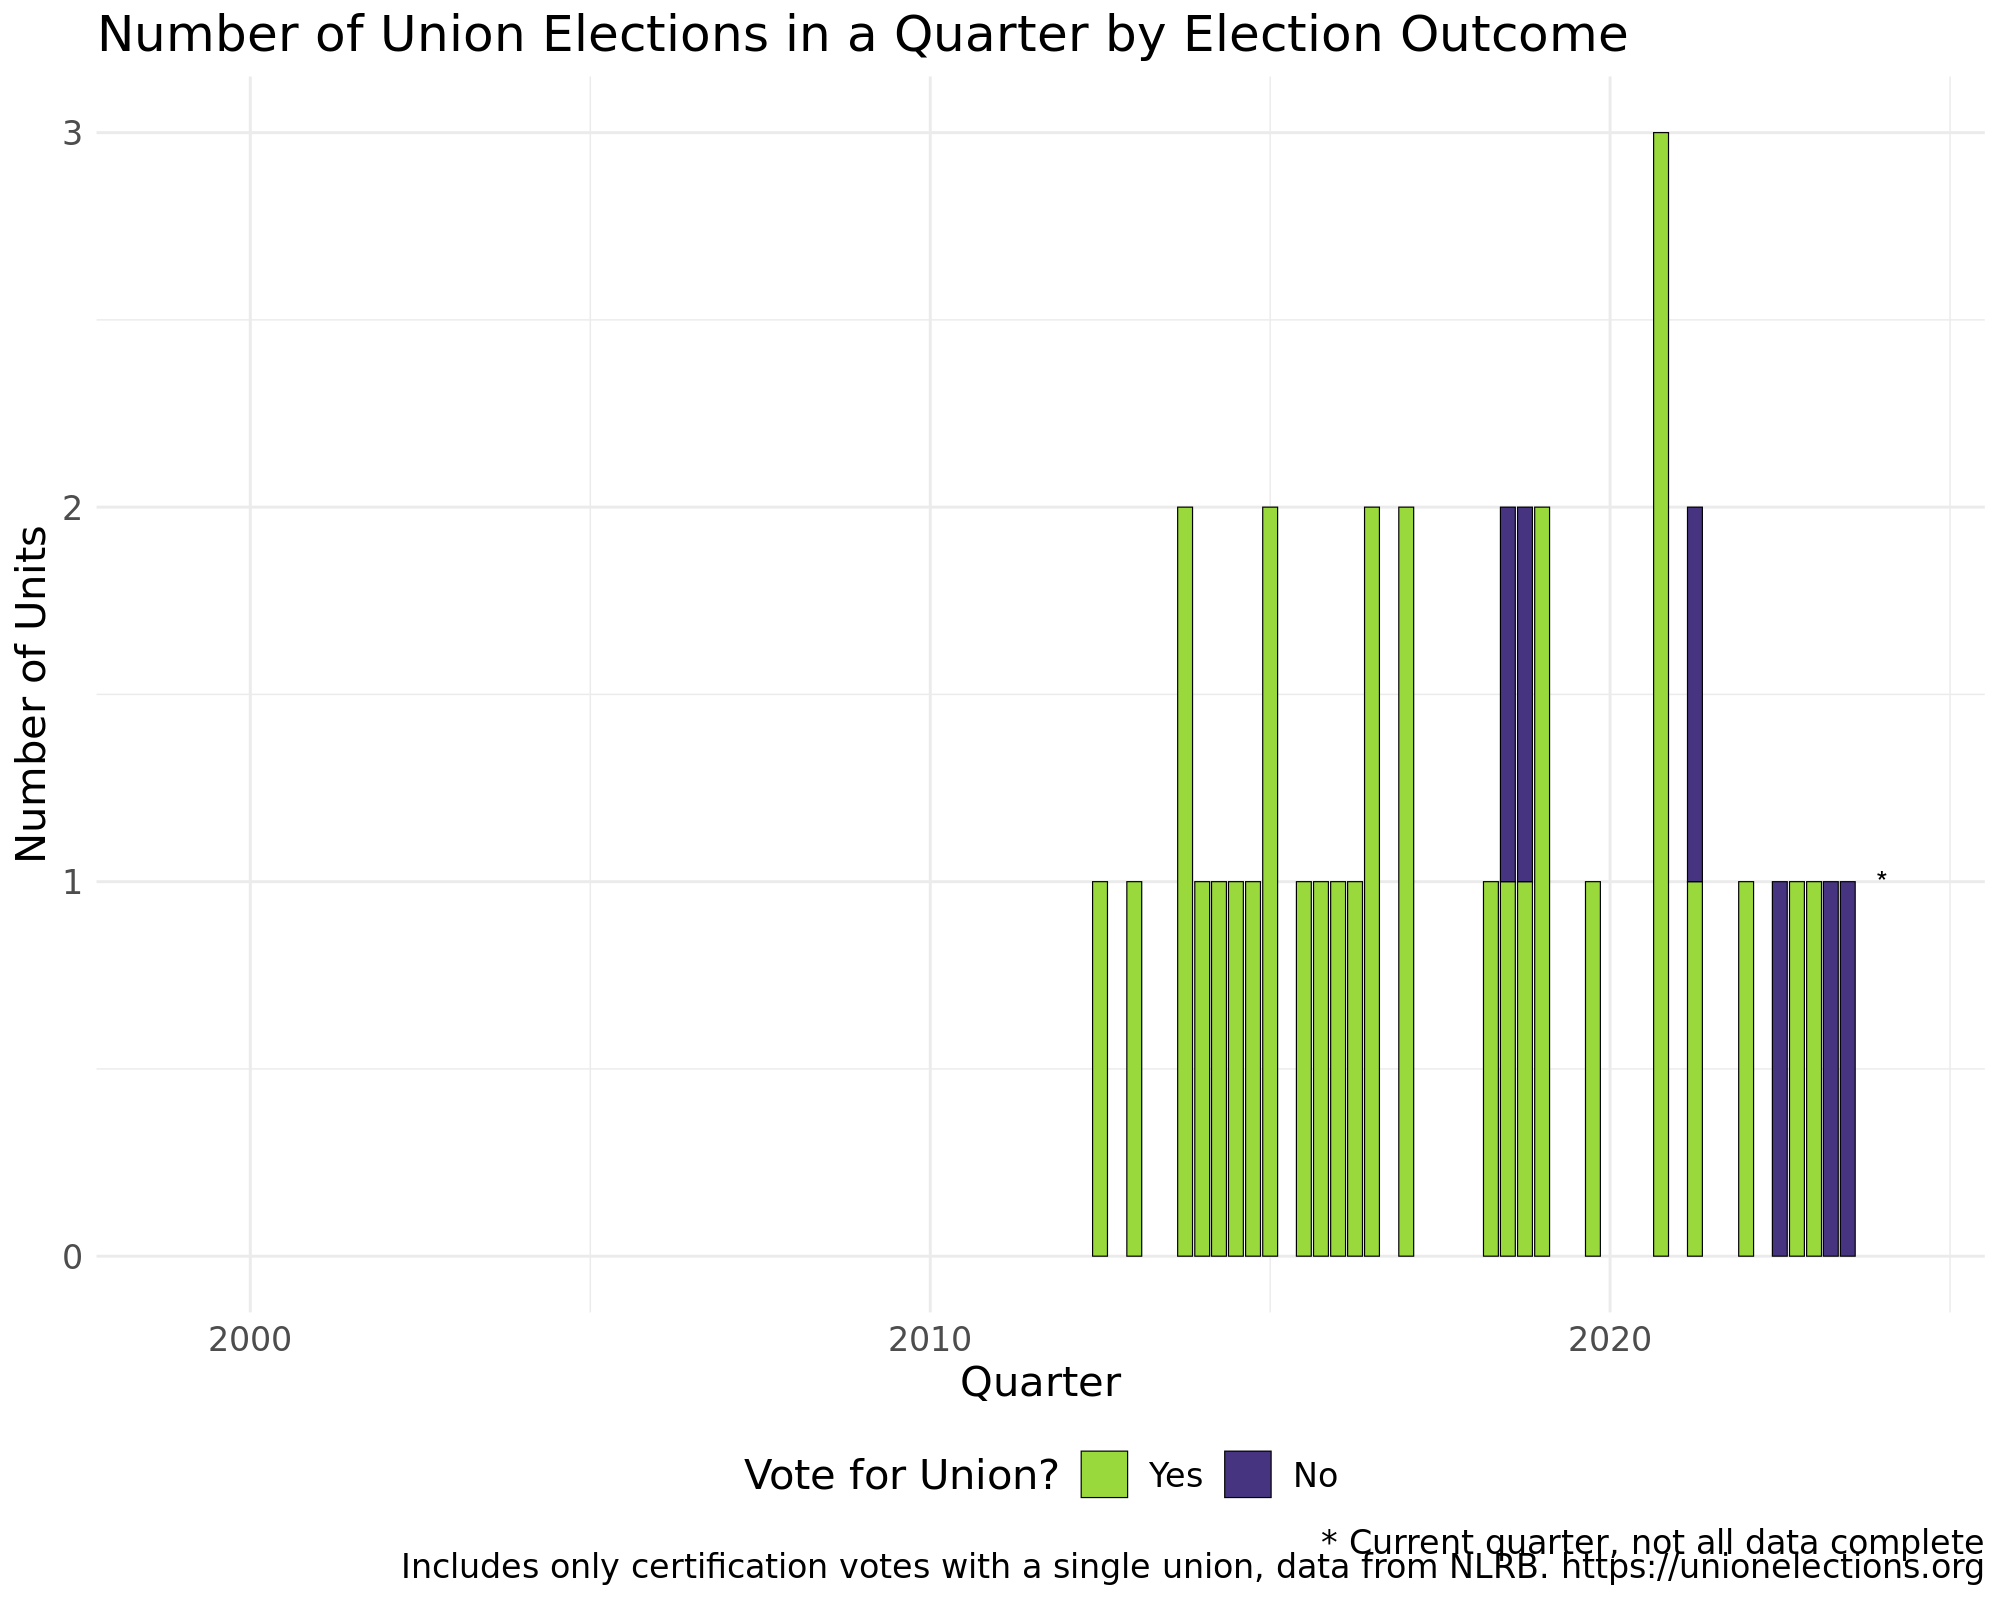 Number of Union Elections in a Quarter by Election Outcome
Number of Units
3
2
1
0
*
2000 2010 2020
Quarter
Vote for Union? Yes No
* Current quarter, not all data complete
Includes only certification votes with a single union, data from NLRB. https://unionelections.org